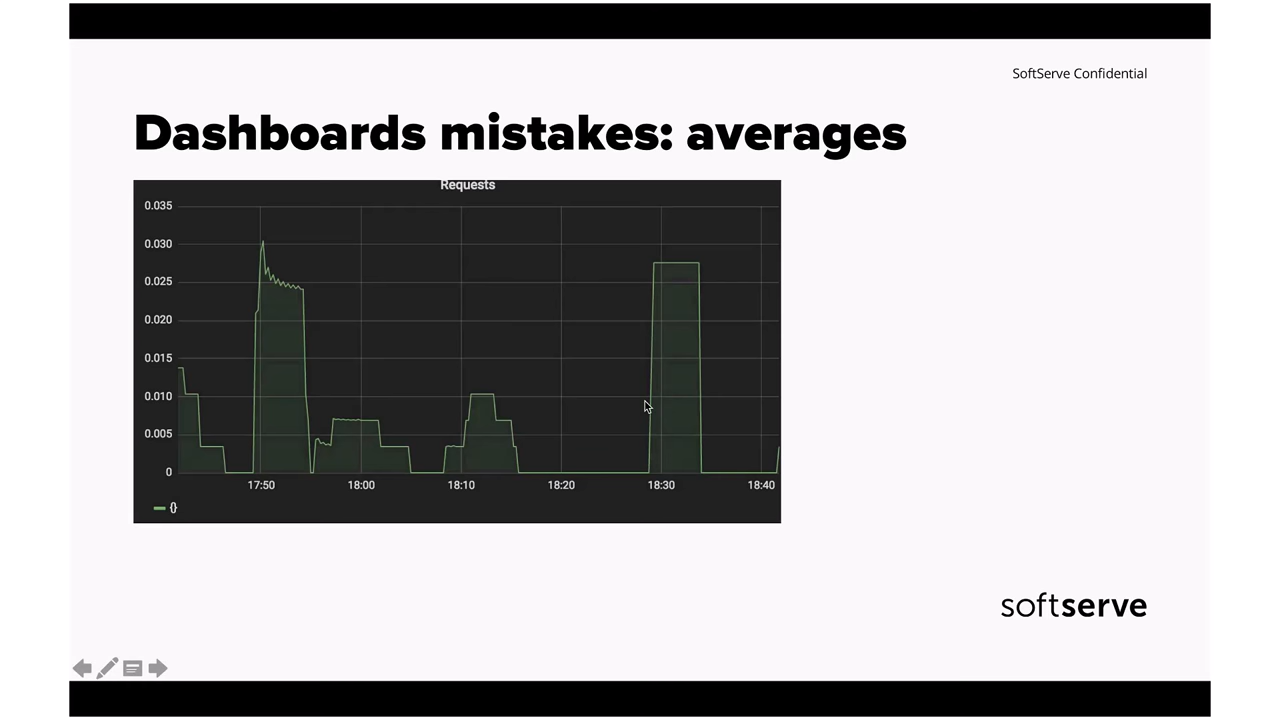 SoftServe Confidential
Dashboards mistakes: averages
Requests
0.035
0.030
0.025
0.020
0.015
0.010
0.005
0
17:50 18:00 18:10 18:20 18:30 18:40
{}
softserve